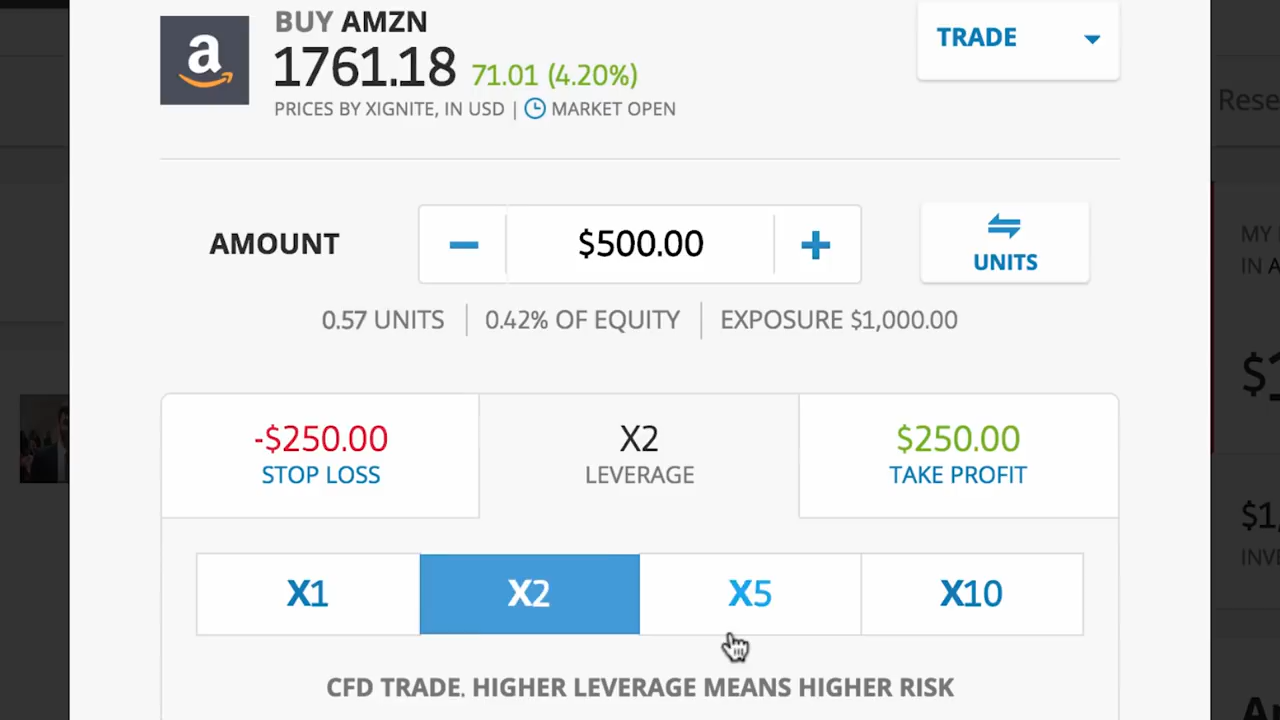 BUY AMZN
1761.18 71.01 (4.20%)
PRICES BY XIGNITE, IN USD | MARKET OPEN
TRADE
AMOUNT
− $500.00 +
UNITS
0.57 UNITS | 0.42% OF EQUITY | EXPOSURE $1,000.00
-$250.00
STOP LOSS
X2
LEVERAGE
$250.00
TAKE PROFIT
X1 X2 X5 X10
CFD TRADE. HIGHER LEVERAGE MEANS HIGHER RISK
MY
IN